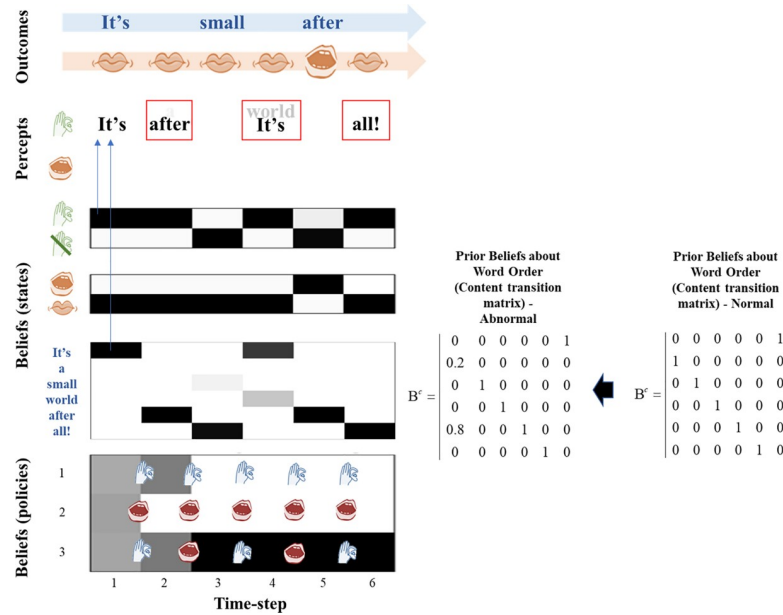 Outcomes
It's small after
Percepts
It's after world It's all!
Beliefs (states)
It's
a
small
world
after
all!
Beliefs (policies)
1
2
3
1 2 3 4 5 6
Time-step
Prior Beliefs about
Word Order
(Content transition
matrix) -
Abnormal
B^c =
0 0 0 0 0 1
0.2 0 0 0 0 0
0 1 0 0 0 0
0 0 1 0 0 0
0.8 0 0 1 0 0
0 0 0 0 1 0
Prior Beliefs about
Word Order
(Content transition
matrix) - Normal
B^c =
0 0 0 0 0 1
1 0 0 0 0 0
0 1 0 0 0 0
0 0 1 0 0 0
0 0 0 1 0 0
0 0 0 0 1 0